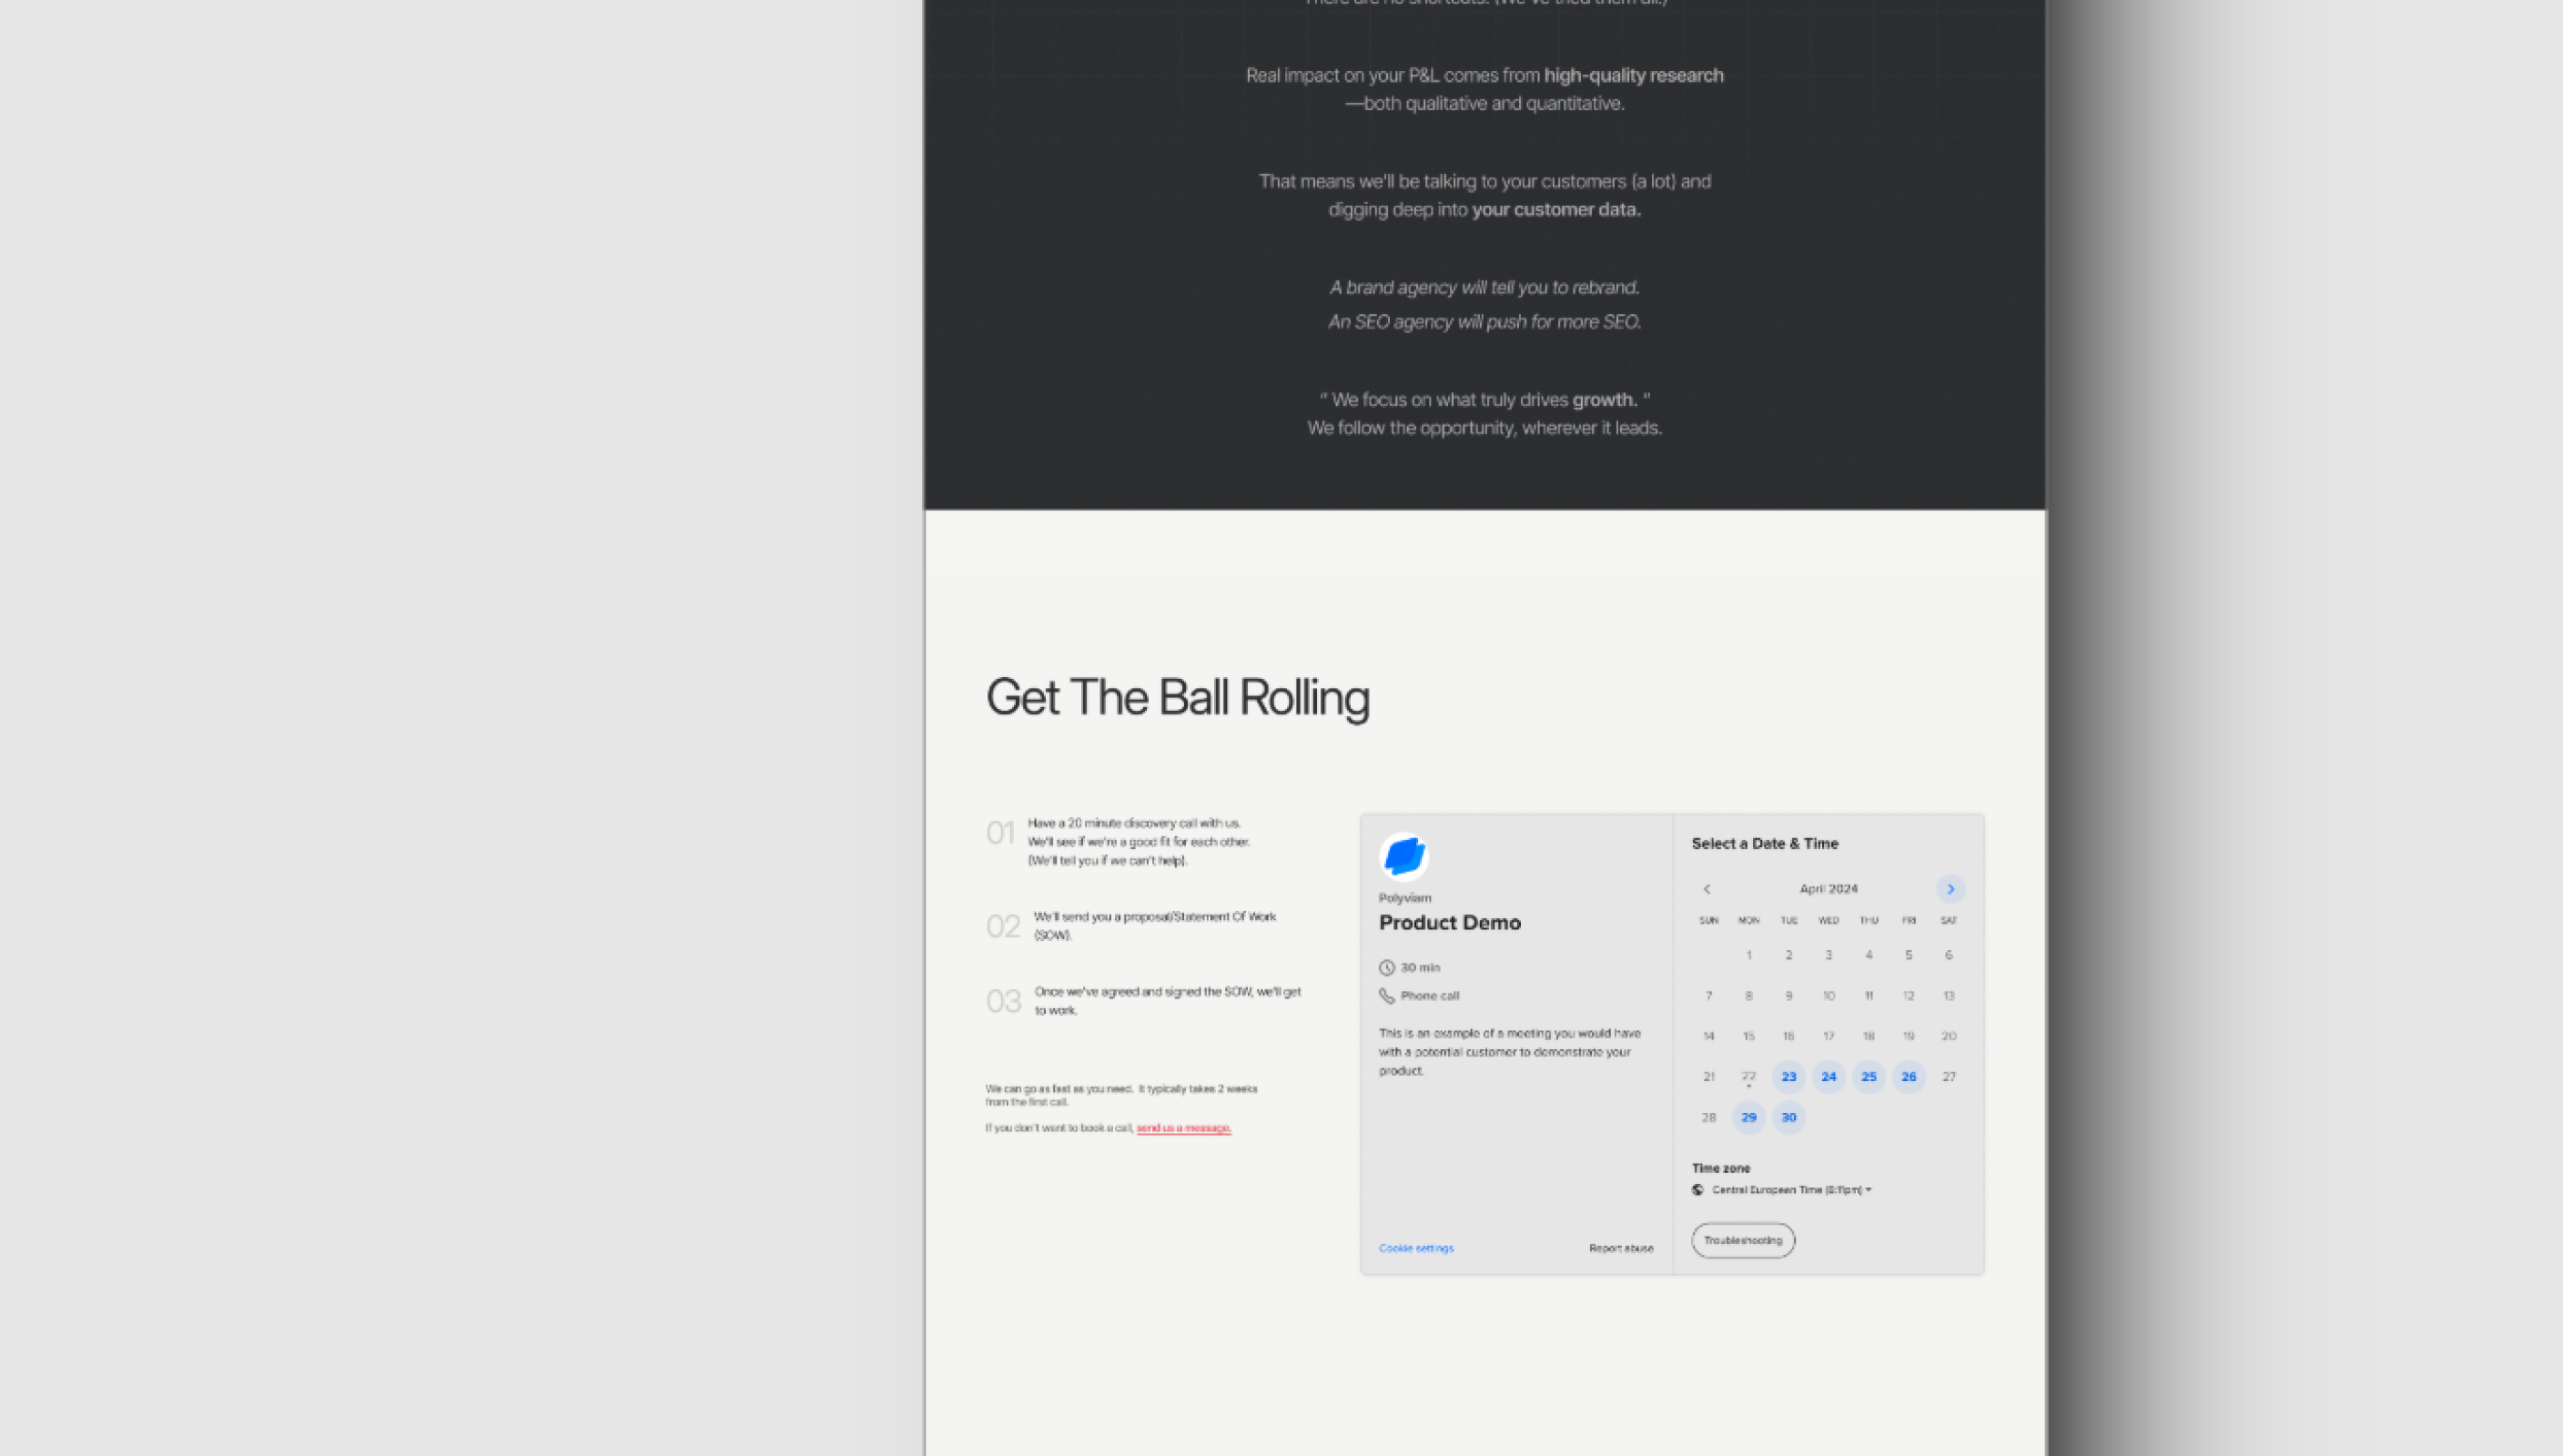 There are no shortcuts. (We've tried them all.)
Real impact on your P&L comes from high-quality research
—both qualitative and quantitative.
That means we'll be talking to your customers (a lot) and
digging deep into your customer data.
A brand agency will tell you to rebrand.
An SEO agency will push for more SEO.
" We focus on what truly drives growth. "
We follow the opportunity, wherever it leads.
Get The Ball Rolling
01
Have a 20 minute discovery call with us.
We'll see if we're a good fit for each other.
(We'll tell you if we can't help).
02
We'll send you a proposal/Statement Of Work
(SOW).
03
Once we've agreed and signed the SOW, we'll get
to work.
We can go as fast as you need. It typically takes 2 weeks
from the first call.
If you don't want to book a call, send us a message.
Polyviam
Product Demo
30 min
Phone call
This is an example of a meeting you would have
with a potential customer to demonstrate your
product.
Cookie settings
Report abuse
Select a Date & Time
April 2024
SUN MON TUE WED THU FRI SAT
1 2 3 4 5 6
7 8 9 10 11 12 13
14 15 16 17 18 19 20
21 22 23 24 25 26 27
28 29 30
Time zone
Central European Time (8:11pm)
Troubleshooting